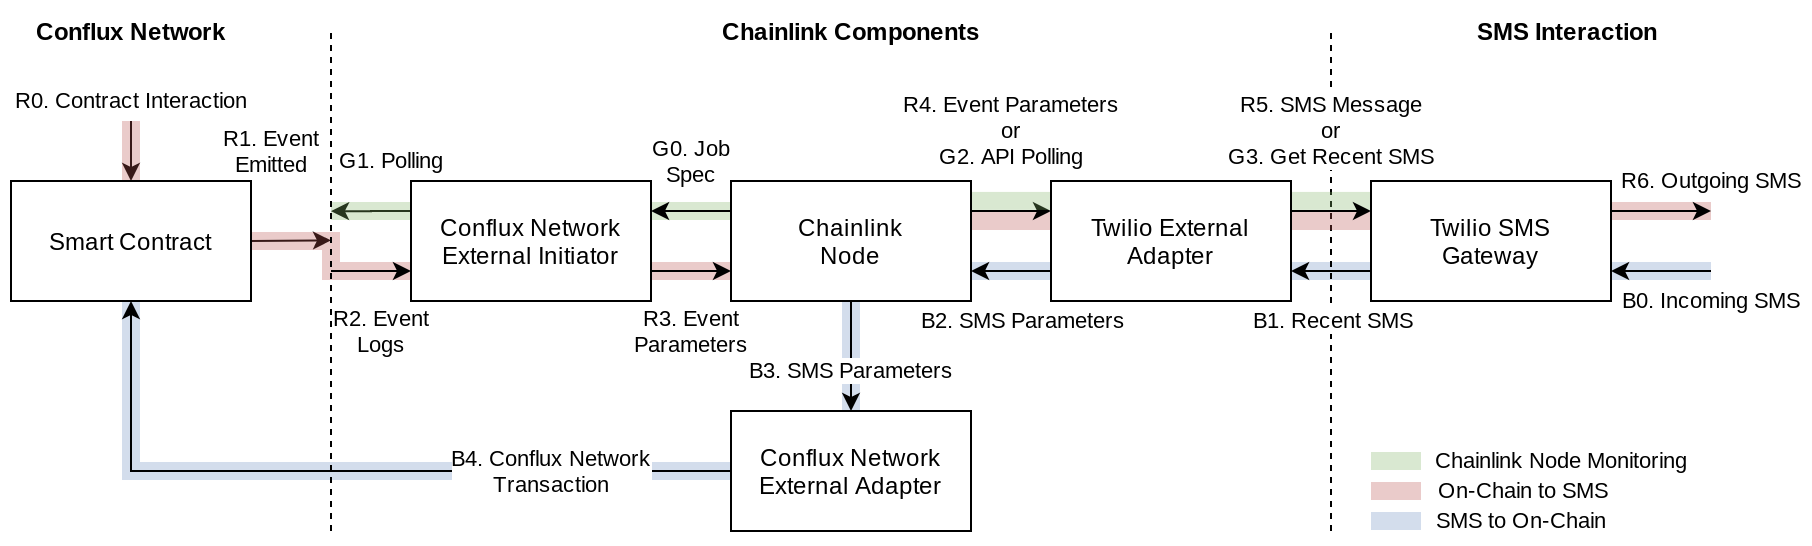 Conflux Network
Chainlink Components
SMS Interaction
R0. Contract Interaction
R1. Event
Emitted
G1. Polling
G0. Job
Spec
R4. Event Parameters
or
G2. API Polling
R5. SMS Message
or
G3. Get Recent SMS
R6. Outgoing SMS
Smart Contract
Conflux Network
External Initiator
Chainlink
Node
Twilio External
Adapter
Twilio SMS
Gateway
R2. Event
Logs
R3. Event
Parameters
B2. SMS Parameters
B1. Recent SMS
B0. Incoming SMS
B3. SMS Parameters
B4. Conflux Network
Transaction
Conflux Network
External Adapter
Chainlink Node Monitoring
On-Chain to SMS
SMS to On-Chain